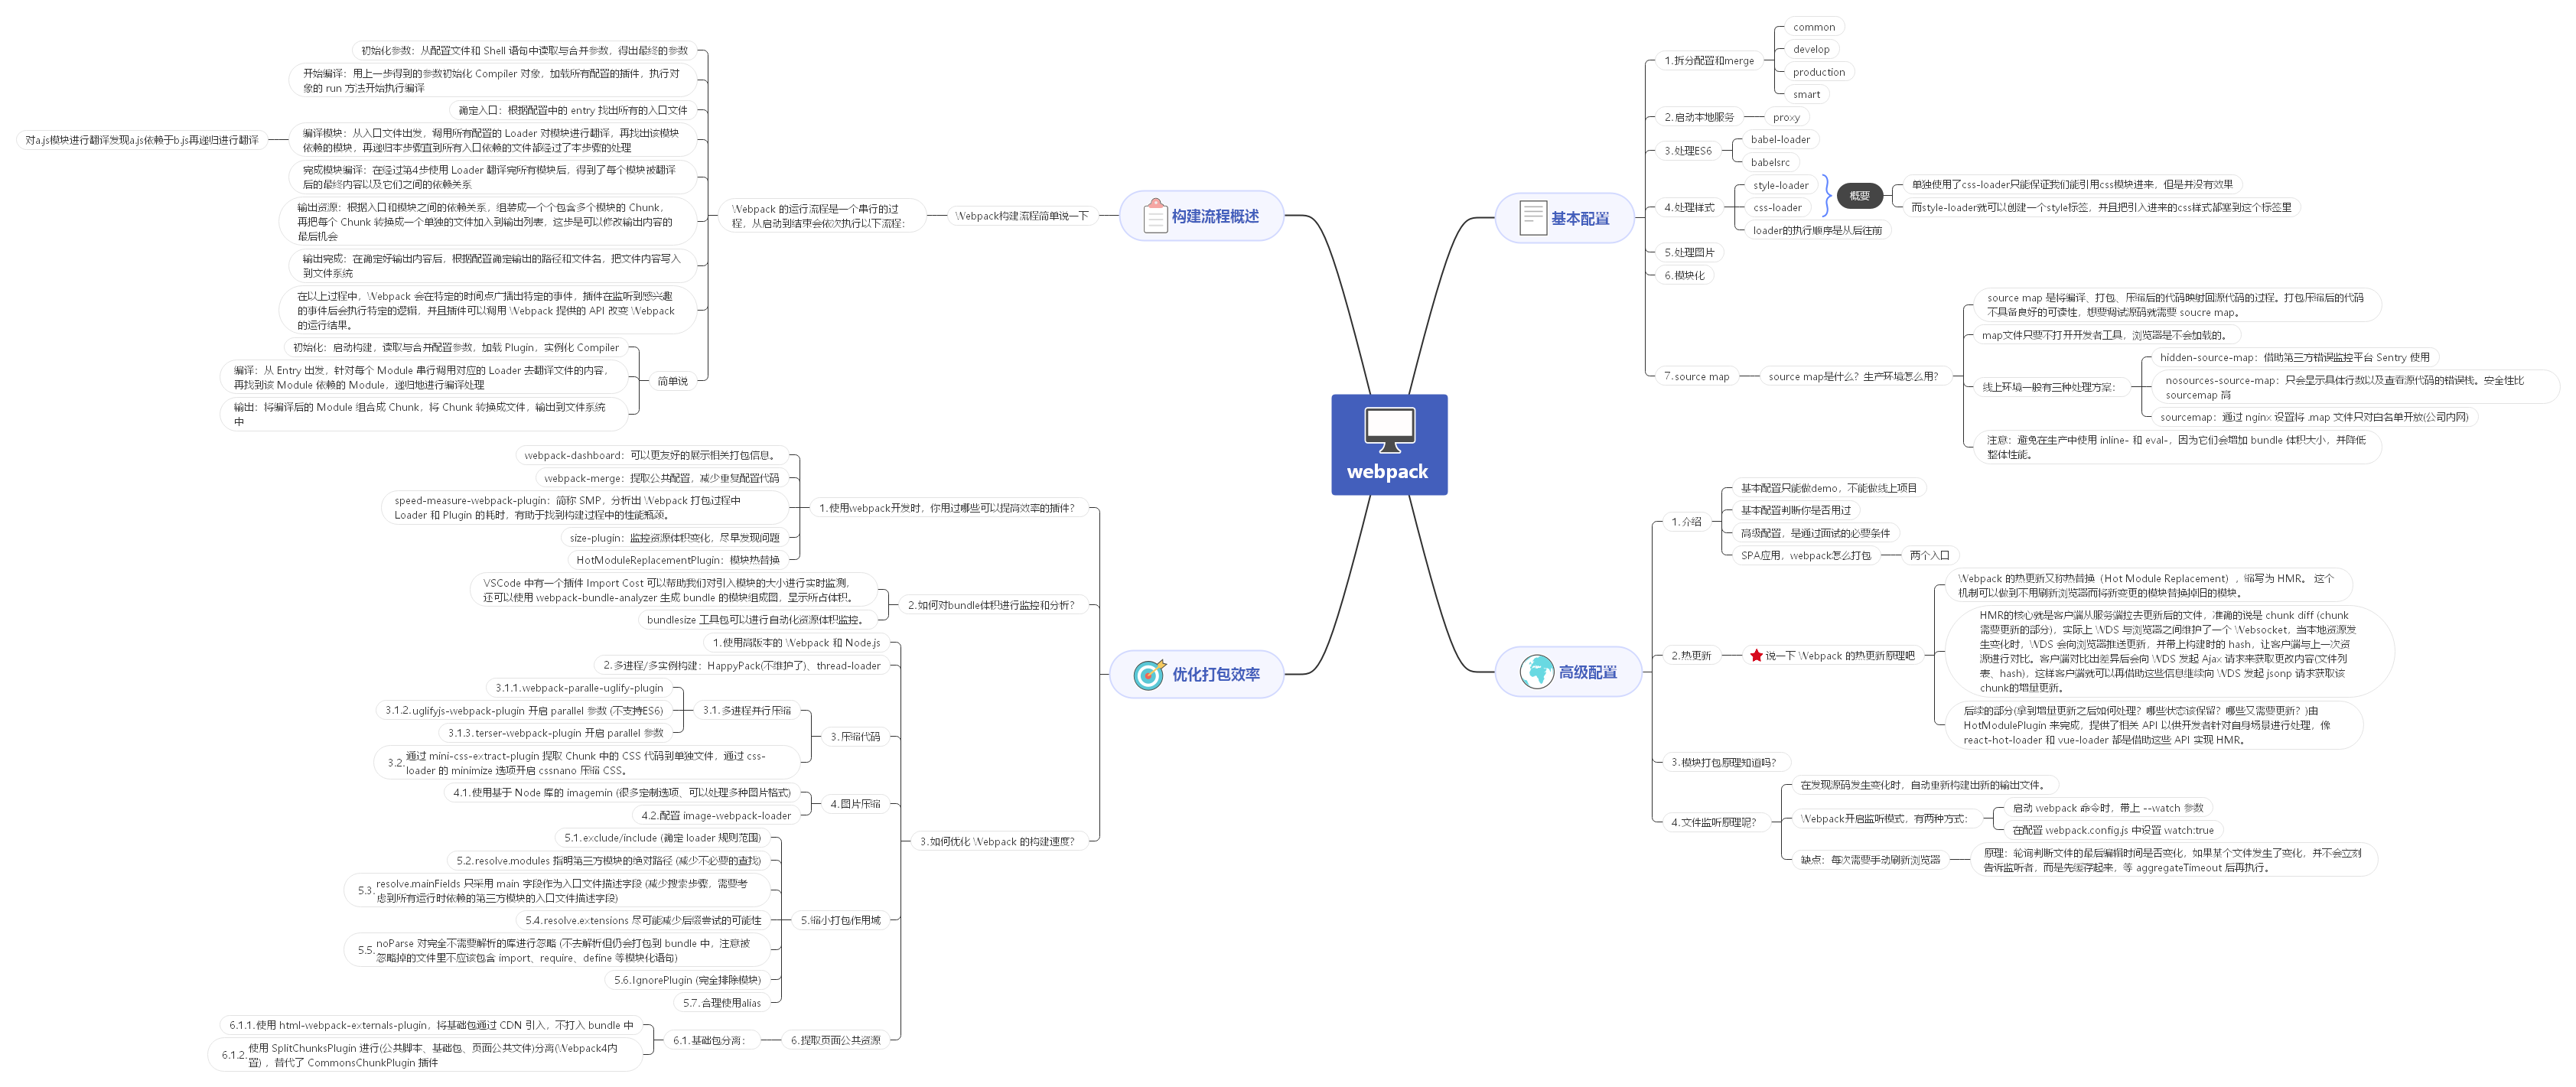 webpack
构建流程概述
Webpack构建流程简单说一下
Webpack 的运行流程是一个串行的过
程，从启动到结束会依次执行以下流程：
初始化参数：从配置文件和 Shell 语句中读取与合并参数，得出最终的参数
开始编译：用上一步得到的参数初始化 Compiler 对象，加载所有配置的插件，执行对
象的 run 方法开始执行编译
确定入口：根据配置中的 entry 找出所有的入口文件
编译模块：从入口文件出发，调用所有配置的 Loader 对模块进行翻译，再找出该模块
依赖的模块，再递归本步骤直到所有入口依赖的文件都经过了本步骤的处理
对a.js模块进行翻译发现a.js依赖于b.js再递归进行翻译
完成模块编译：在经过第4步使用 Loader 翻译完所有模块后，得到了每个模块被翻译
后的最终内容以及它们之间的依赖关系
输出资源：根据入口和模块之间的依赖关系，组装成一个个包含多个模块的 Chunk，
再把每个 Chunk 转换成一个单独的文件加入到输出列表，这步是可以修改输出内容的
最后机会
输出完成：在确定好输出内容后，根据配置确定输出的路径和文件名，把文件内容写入
到文件系统
在以上过程中，Webpack 会在特定的时间点广播出特定的事件，插件在监听到感兴趣
的事件后会执行特定的逻辑，并且插件可以调用 Webpack 提供的 API 改变 Webpack
的运行结果。
简单说
初始化：启动构建，读取与合并配置参数，加载 Plugin，实例化 Compiler
编译：从 Entry 出发，针对每个 Module 串行调用对应的 Loader 去翻译文件的内容，
再找到该 Module 依赖的 Module，递归地进行编译处理
输出：将编译后的 Module 组合成 Chunk，将 Chunk 转换成文件，输出到文件系统
中
优化打包效率
1.使用webpack开发时，你用过哪些可以提高效率的插件？
webpack-dashboard：可以更友好的展示相关打包信息。
webpack-merge：提取公共配置，减少重复配置代码
speed-measure-webpack-plugin：简称 SMP，分析出 Webpack 打包过程中
Loader 和 Plugin 的耗时，有助于找到构建过程中的性能瓶颈。
size-plugin：监控资源体积变化，尽早发现问题
HotModuleReplacementPlugin：模块热替换
2.如何对bundle体积进行监控和分析？
VSCode 中有一个插件 Import Cost 可以帮助我们对引入模块的大小进行实时监测，
还可以使用 webpack-bundle-analyzer 生成 bundle 的模块组成图，显示所占体积。
bundlesize 工具包可以进行自动化资源体积监控。
3.如何优化 Webpack 的构建速度？
1.使用高版本的 Webpack 和 Node.js
2.多进程/多实例构建：HappyPack(不维护了)、thread-loader
3.压缩代码
3.1.多进程并行压缩
3.1.1.webpack-paralle-uglify-plugin
3.1.2.uglifyjs-webpack-plugin 开启 parallel 参数 (不支持ES6)
3.1.3.terser-webpack-plugin 开启 parallel 参数
3.2.通过 mini-css-extract-plugin 提取 Chunk 中的 CSS 代码到单独文件，通过 css-
loader 的 minimize 选项开启 cssnano 压缩 CSS。
4.图片压缩
4.1.使用基于 Node 库的 imagemin (很多定制选项、可以处理多种图片格式)
4.2.配置 image-webpack-loader
5.缩小打包作用域
5.1.exclude/include (确定 loader 规则范围)
5.2.resolve.modules 指明第三方模块的绝对路径 (减少不必要的查找)
5.3.resolve.mainFields 只采用 main 字段作为入口文件描述字段 (减少搜索步骤，需要考
虑到所有运行时依赖的第三方模块的入口文件描述字段)
5.4.resolve.extensions 尽可能减少后缀尝试的可能性
5.5.noParse 对完全不需要解析的库进行忽略 (不去解析但仍会打包到 bundle 中，注意被
忽略掉的文件里不应该包含 import、require、define 等模块化语句)
5.6.IgnorePlugin (完全排除模块)
5.7.合理使用alias
6.提取页面公共资源
6.1.基础包分离：
6.1.1.使用 html-webpack-externals-plugin，将基础包通过 CDN 引入，不打入 bundle 中
6.1.2.使用 SplitChunksPlugin 进行(公共脚本、基础包、页面公共文件)分离(Webpack4内
置) ，替代了 CommonsChunkPlugin 插件
基本配置
1.拆分配置和merge
common
develop
production
smart
2.启动本地服务
proxy
3.处理ES6
babel-loader
babelsrc
4.处理样式
style-loader
css-loader
loader的执行顺序是从后往前
概要
单独使用了css-loader只能保证我们能引用css模块进来，但是并没有效果
而style-loader就可以创建一个style标签，并且把引入进来的css样式都塞到这个标签里
5.处理图片
6.模块化
7.source map
source map是什么？生产环境怎么用？
source map 是将编译、打包、压缩后的代码映射回源代码的过程。打包压缩后的代码
不具备良好的可读性，想要调试源码就需要 soucre map。
map文件只要不打开开发者工具，浏览器是不会加载的。
线上环境一般有三种处理方案：
hidden-source-map：借助第三方错误监控平台 Sentry 使用
nosources-source-map：只会显示具体行数以及查看源代码的错误栈。安全性比
sourcemap 高
sourcemap：通过 nginx 设置将 .map 文件只对白名单开放(公司内网)
注意：避免在生产中使用 inline- 和 eval-，因为它们会增加 bundle 体积大小，并降低
整体性能。
高级配置
1.介绍
基本配置只能做demo，不能做线上项目
基本配置判断你是否用过
高级配置，是通过面试的必要条件
SPA应用，webpack怎么打包
两个入口
2.热更新
说一下 Webpack 的热更新原理吧
Webpack 的热更新又称热替换（Hot Module Replacement），缩写为 HMR。 这个
机制可以做到不用刷新浏览器而将新变更的模块替换掉旧的模块。
HMR的核心就是客户端从服务端拉去更新后的文件，准确的说是 chunk diff (chunk
需要更新的部分)，实际上 WDS 与浏览器之间维护了一个 Websocket，当本地资源发
生变化时，WDS 会向浏览器推送更新，并带上构建时的 hash，让客户端与上一次资
源进行对比。客户端对比出差异后会向 WDS 发起 Ajax 请求来获取更改内容(文件列
表、hash)，这样客户端就可以再借助这些信息继续向 WDS 发起 jsonp 请求获取该
chunk的增量更新。
后续的部分(拿到增量更新之后如何处理？哪些状态该保留？哪些又需要更新？)由
HotModulePlugin 来完成，提供了相关 API 以供开发者针对自身场景进行处理，像
react-hot-loader 和 vue-loader 都是借助这些 API 实现 HMR。
3.模块打包原理知道吗？
4.文件监听原理呢？
在发现源码发生变化时，自动重新构建出新的输出文件。
Webpack开启监听模式，有两种方式：
启动 webpack 命令时，带上 --watch 参数
在配置 webpack.config.js 中设置 watch:true
缺点：每次需要手动刷新浏览器
原理：轮询判断文件的最后编辑时间是否变化，如果某个文件发生了变化，并不会立刻
告诉监听者，而是先缓存起来，等 aggregateTimeout 后再执行。